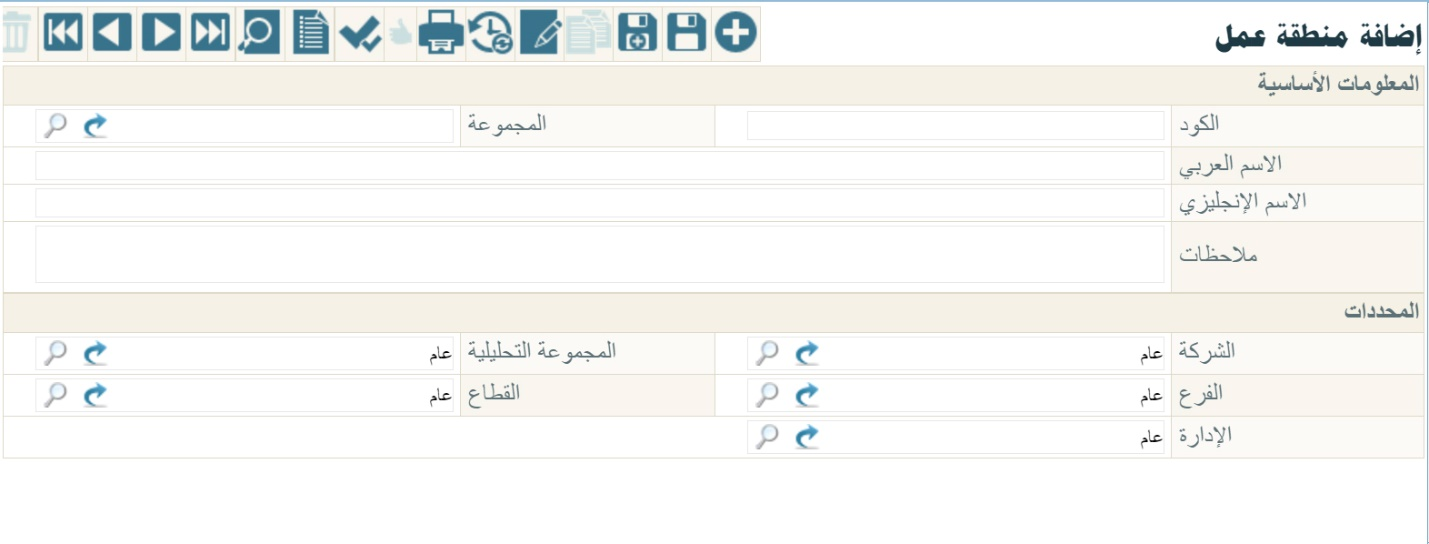 إضافة منطقة عمل
المعلومات الأساسية
الكود
المجموعة
الاسم العربي
الاسم الإنجليزي
ملاحظات
المحددات
الشركة عام
المجموعة التحليلية عام
الفرع عام
القطاع عام
الإدارة عام